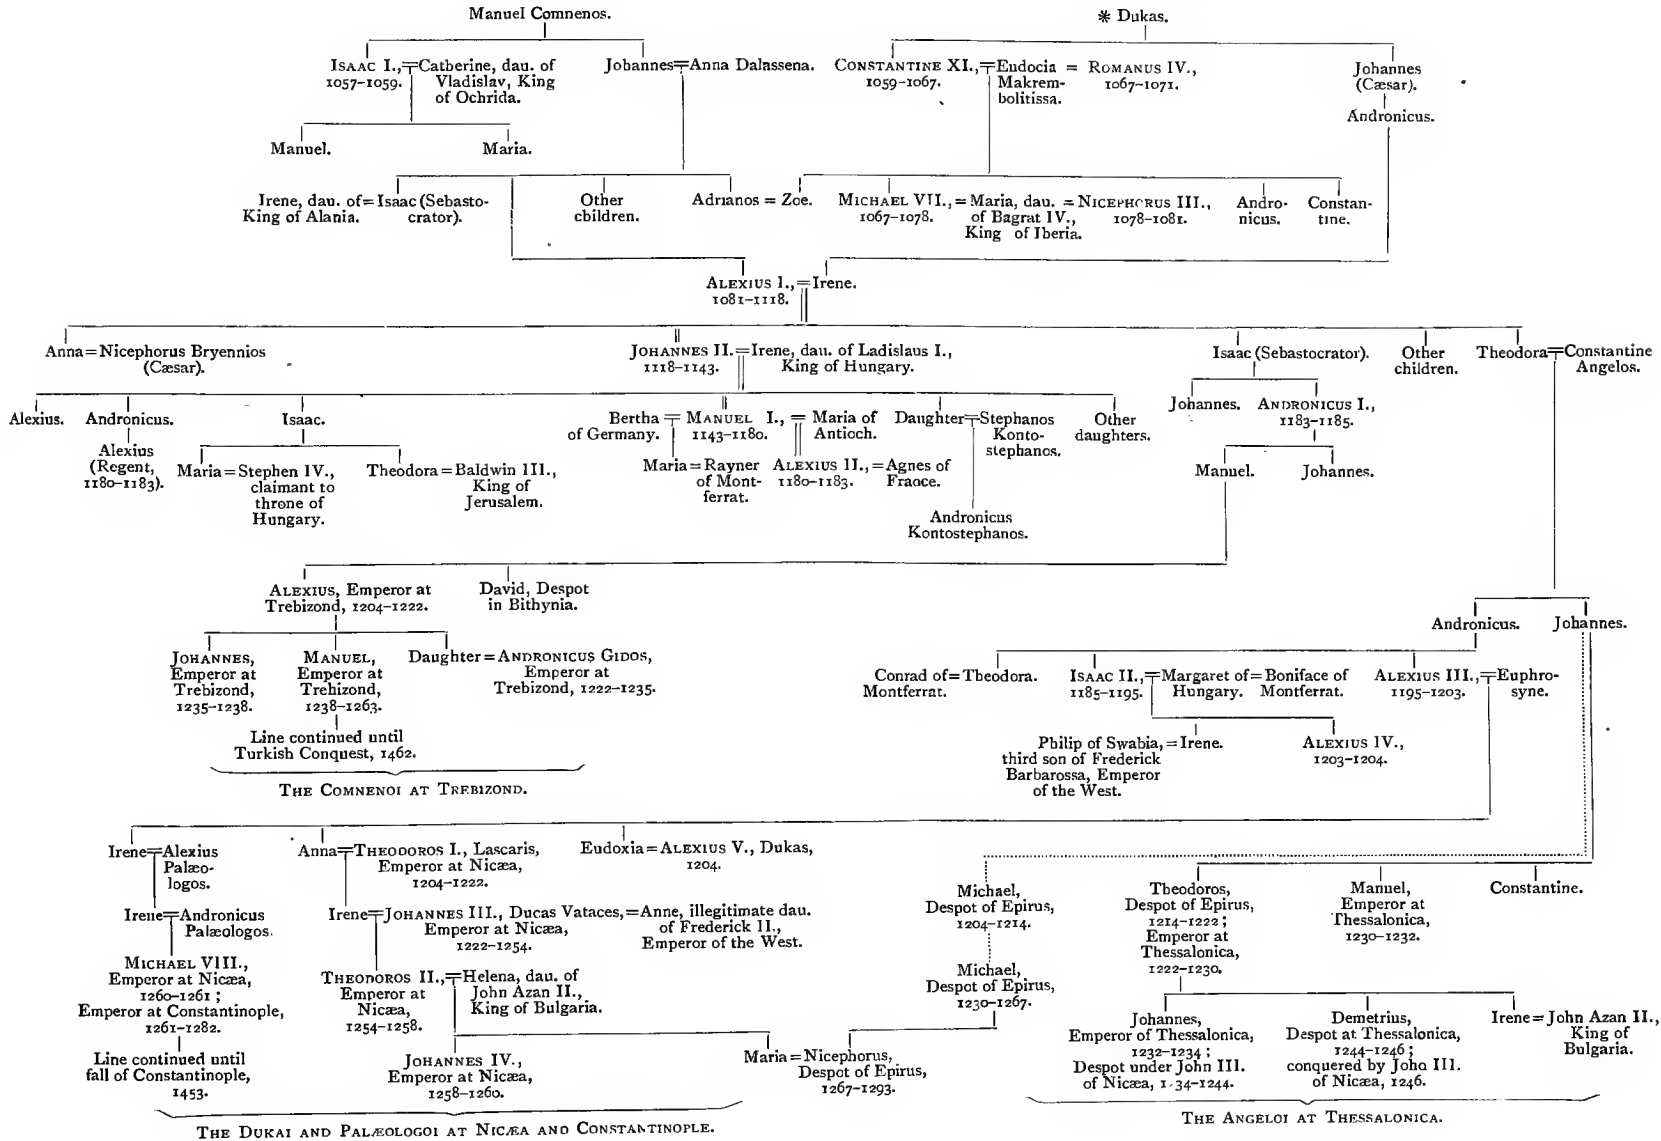 Manuel Comnenos.
* Dukas.
ISAAC I.,
1057-1059.
Catherine, dau. of
Vladislav, King
of Ochrida.
Johannes
Anna Dalassena.
CONSTANTINE XI.,
1059-1067.
Eudocia =
Makrem-
bolitissa.
ROMANUS IV.,
1067-1071.
Johannes
(Cæsar).
Andronicus.
Manuel.
Maria.
Irene, dau. of
King of Alania.
= Isaac (Sebasto-
crator).
Other
children.
Adrianos = Zoe.
MICHAEL VII.,
1067-1078.
= Maria, dau.
of Bagrat IV.,
King of Iberia.
= NICEPHORUS III.,
1078-1081.
Andro-
nicus.
Constan-
tine.
ALEXIUS I.,
1081-1118.
= Irene.
Anna = Nicephorus Bryennios
(Cæsar).
JOHANNES II.
1118-1143.
= Irene, dau. of Ladislaus I.,
King of Hungary.
Isaac (Sebastocrator).
Other
children.
Theodora
Constantine
Angelos.
Alexius.
Andronicus.
Alexius
(Regent,
1180-1183).
Isaac.
Maria = Stephen IV.,
claimant to
throne of
Hungary.
Theodora = Baldwin III.,
King of
Jerusalem.
Bertha
of Germany.
MANUEL I.,
1143-1180.
= Maria of
Antioch.
Maria = Rayner
of Mont-
ferrat.
ALEXIUS II.,
1180-1183.
= Agnes of
France.
Daughter
Stephanos
Konto-
stephanos.
Other
daughters.
Andronicus
Kontostephanos.
Johannes.
ANDRONICUS I.,
1183-1185.
Manuel.
Johannes.
ALEXIUS, Emperor at
Trebizond, 1204-1222.
David, Despot
in Bithynia.
JOHANNES,
Emperor at
Trebizond,
1235-1238.
MANUEL,
Emperor at
Trebizond,
1238-1263.
Daughter = ANDRONICUS GIDOS,
Emperor at
Trebizond, 1222-1235.
Line continued until
Turkish Conquest, 1462.
THE COMNENOI AT TREBIZOND.
Andronicus.
Johannes.
Conrad of
Montferrat.
= Theodora.
ISAAC II.,
1185-1195.
Margaret of
Hungary.
= Boniface of
Montferrat.
ALEXIUS III.,
1195-1203.
Euphro-
syne.
Philip of Swabia,
third son of Frederick
Barbarossa, Emperor
of the West.
= Irene.
ALEXIUS IV.,
1203-1204.
Irene
Alexius
Palæo-
logos.
Anna
THEODOROS I., Lascaris,
Emperor at Nicæa,
1204-1222.
Eudoxia = ALEXIUS V., Dukas,
1204.
Michael,
Despot of Epirus,
1204-1214.
Theodoros,
Despot of Epirus,
1214-1222;
Emperor at
Thessalonica,
1222-1230.
Manuel,
Emperor at
Thessalonica,
1230-1232.
Constantine.
Irene
Andronicus
Palæologos.
Irene
JOHANNES III., Ducas Vataces,
Emperor at Nicæa,
1222-1254.
= Anne, illegitimate dau.
of Frederick II.,
Emperor of the West.
MICHAEL VIII.,
Emperor at Nicæa,
1260-1261;
Emperor at Constantinople,
1261-1282.
THEODOROS II.,
Emperor at
Nicæa,
1254-1258.
Helena, dau. of
John Azan II.,
King of Bulgaria.
Michael,
Despot of Epirus,
1230-1267.
Line continued until
fall of Constantinople,
1453.
JOHANNES IV.,
Emperor at Nicæa,
1258-1260.
Maria = Nicephorus,
Despot of Epirus,
1267-1293.
Johannes,
Emperor of Thessalonica,
1232-1234;
Despot under John III.
of Nicæa, 1 34-1244.
Demetrius,
Despot at Thessalonica,
1244-1246;
conquered by John III.
of Nicæa, 1246.
Irene = John Azan II.,
King of
Bulgaria.
THE DUKAI AND PALÆOLOGOI AT NICÆA AND CONSTANTINOPLE.
THE ANGELOI AT THESSALONICA.